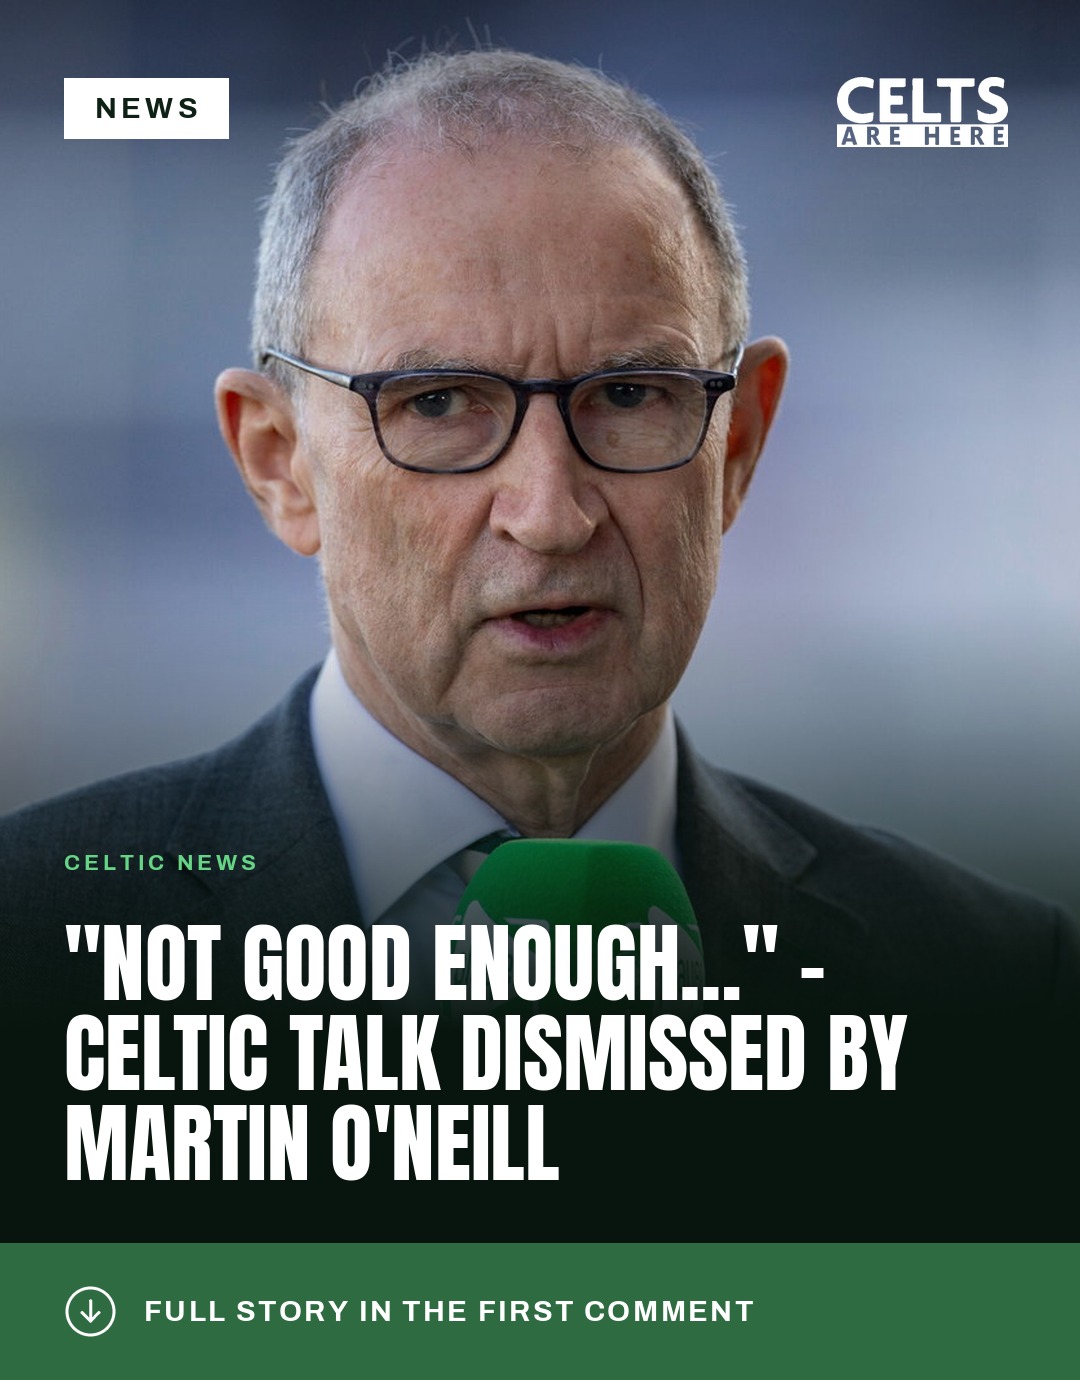 NEWS
CELTS
ARE HERE
CELTIC NEWS
"NOT GOOD ENOUGH..." -
CELTIC TALK DISMISSED BY
MARTIN O'NEILL
FULL STORY IN THE FIRST COMMENT